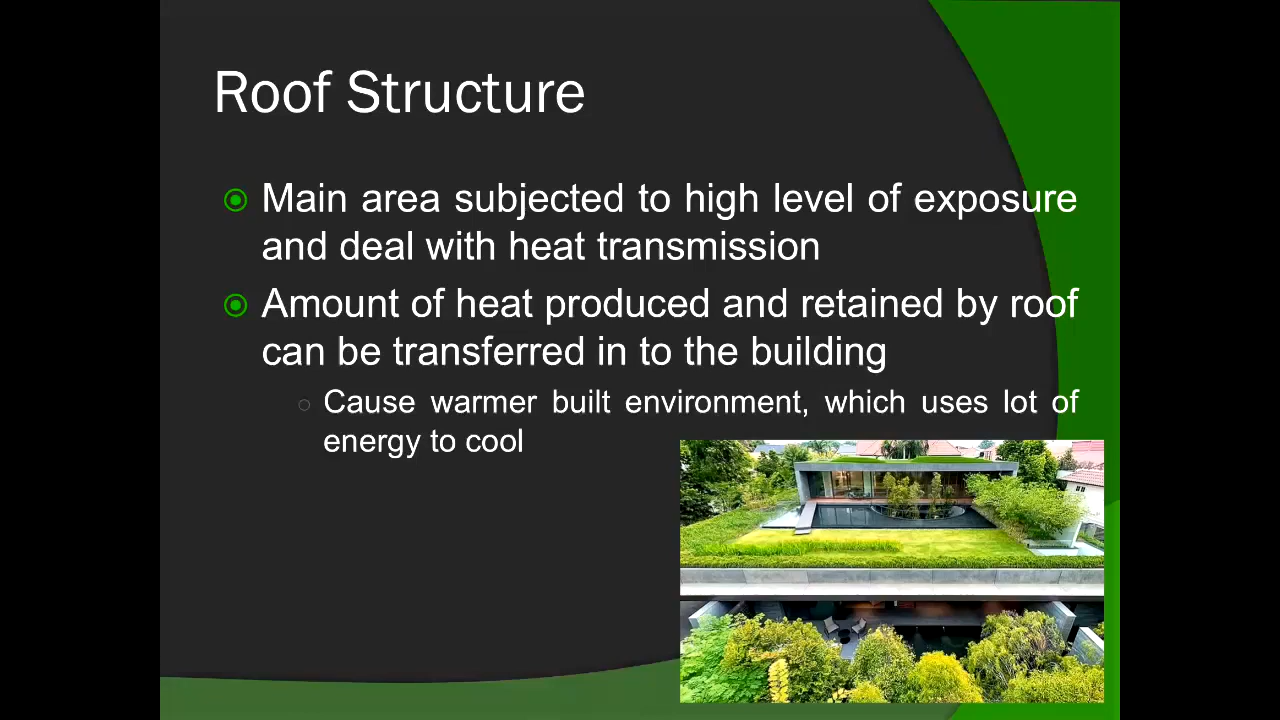 Roof Structure
Main area subjected to high level of exposure
and deal with heat transmission
Amount of heat produced and retained by roof
can be transferred in to the building
Cause warmer built environment, which uses lot of
energy to cool